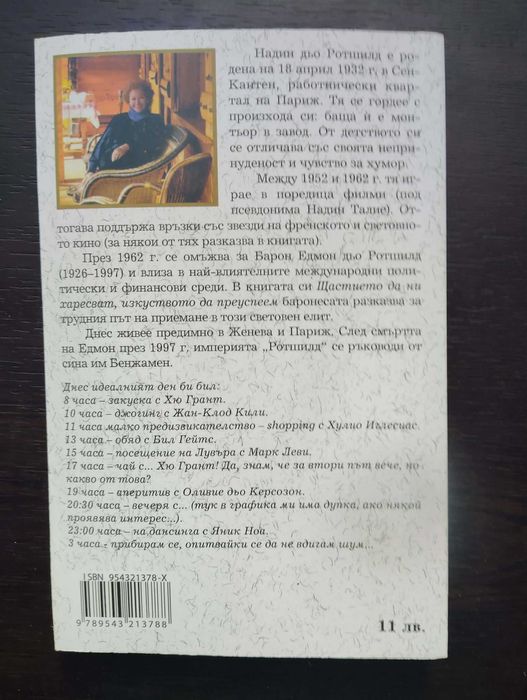 Надин дьо Ротшилд е ро-
дена на 18 април 1932 г. в Сен-
Кантен, работнически квар-
тал на Париж. Тя се гордее с
произхода си: баща ѝ е мон-
тьор в завод. От детството си
се отличава със своята непри-
нуденост и чувство за хумор.
Между 1952 и 1962 г. тя иг-
рае в поредица филми (под
псевдонима Надин Талие). От-
тогава поддържа връзки със звезди на френското и световно-
то кино (за някои от тях разказва в книгата).
През 1962 г. се омъжва за Барон Едмон дьо Ротшилд
(1926–1997) и влиза в най-влиятелните международни поли-
тически и финансови среди. В книгата си Щастието да ни
харесват, изкуството да преуспеем баронесата разказва за
трудния път на приемане в този световен елит.
Днес живее предимно в Женева и Париж. След смъртта
на Едмон през 1997 г. империята „Ротшилд“ се ръководи от
сина им Бенжамен.
Днес идеалният ден би бил:
8 часа – закуска с Хю Грант.
10 часа – джогинг с Жан-Клод Кили.
11 часа малко предизвикателство – shopping с Хулио Иглесиас.
13 часа – обяд с Бил Гейтс.
15 часа – посещение на Лувъра с Марк Леви.
17 часа – чай с... Хю Грант! Да, знам, че за втори път вече, но
какво от това?
19 часа – аперитив с Оливие дьо Керсозон.
20:30 часа – вечеря с... (тук в графика ми има дупка, ако някой
проявява интерес...).
23:00 часа – на дансинга с Яник Ноа.
3 часа – прибирам се, опитвайки се да не вдигам шум...
ISBN 954321378-X
9 789543 213788
11 лв.